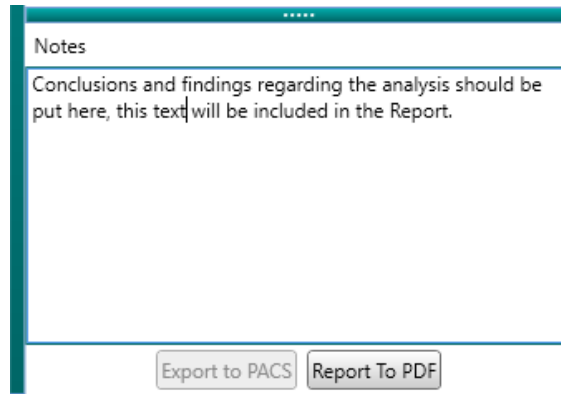 Notes
Conclusions and findings regarding the analysis should be
put here, this text will be included in the Report.
Export to PACS
Report To PDF